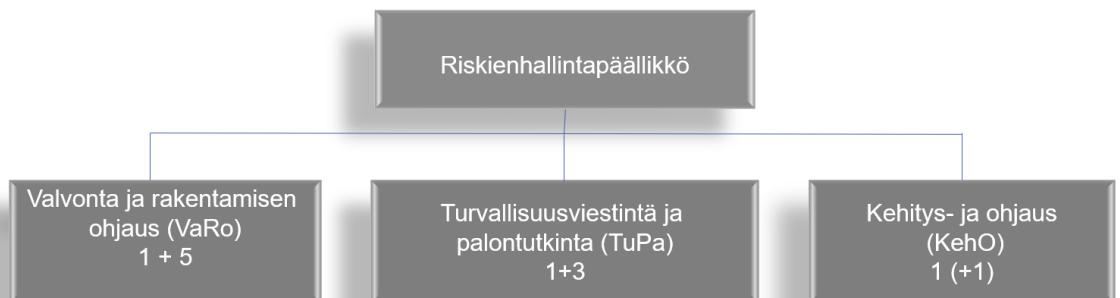 Riskienhallintapäällikkö
Valvonta ja rakentamisen
ohjaus (VaRo)
1 + 5
Turvallisuusviestintä ja
palontutkinta (TuPa)
1+3
Kehitys- ja ohjaus
(KehO)
1 (+1)